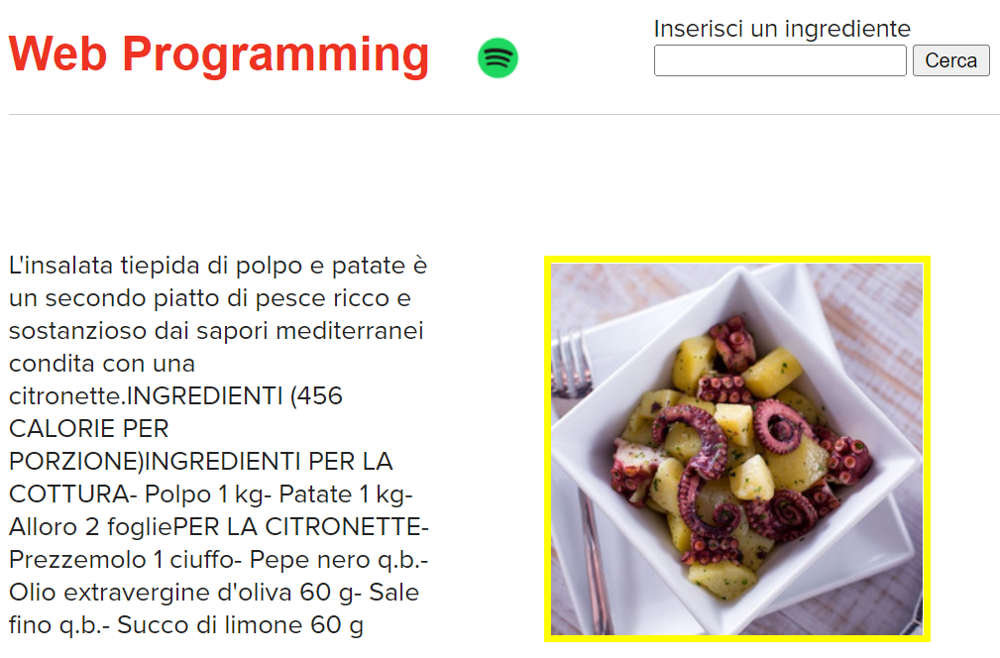 Web Programming
Inserisci un ingrediente
Cerca
L'insalata tiepida di polpo e patate è
un secondo piatto di pesce ricco e
sostanzioso dai sapori mediterranei
condita con una
citronette.INGREDIENTI (456
CALORIE PER
PORZIONE)INGREDIENTI PER LA
COTTURA- Polpo 1 kg- Patate 1 kg-
Alloro 2 fogliePER LA CITRONETTE-
Prezzemolo 1 ciuffo- Pepe nero q.b.-
Olio extravergine d'oliva 60 g- Sale
fino q.b.- Succo di limone 60 g